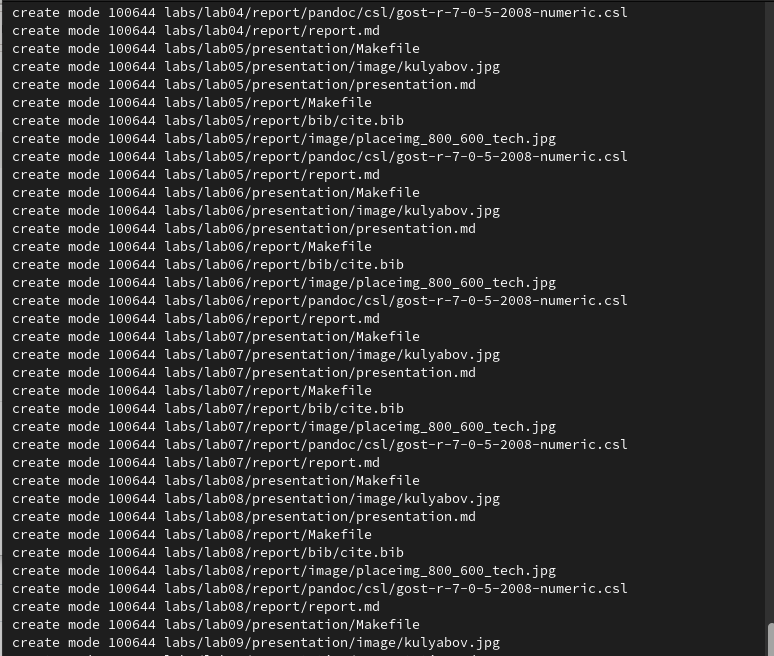 create mode 100644 labs/lab04/report/pandoc/csl/gost-r-7-0-5-2008-numeric.csl
create mode 100644 labs/lab04/report/report.md
create mode 100644 labs/lab05/presentation/Makefile
create mode 100644 labs/lab05/presentation/image/kulyabov.jpg
create mode 100644 labs/lab05/presentation/presentation.md
create mode 100644 labs/lab05/report/Makefile
create mode 100644 labs/lab05/report/bib/cite.bib
create mode 100644 labs/lab05/report/image/placeimg_800_600_tech.jpg
create mode 100644 labs/lab05/report/pandoc/csl/gost-r-7-0-5-2008-numeric.csl
create mode 100644 labs/lab05/report/report.md
create mode 100644 labs/lab06/presentation/Makefile
create mode 100644 labs/lab06/presentation/image/kulyabov.jpg
create mode 100644 labs/lab06/presentation/presentation.md
create mode 100644 labs/lab06/report/Makefile
create mode 100644 labs/lab06/report/bib/cite.bib
create mode 100644 labs/lab06/report/image/placeimg_800_600_tech.jpg
create mode 100644 labs/lab06/report/pandoc/csl/gost-r-7-0-5-2008-numeric.csl
create mode 100644 labs/lab06/report/report.md
create mode 100644 labs/lab07/presentation/Makefile
create mode 100644 labs/lab07/presentation/image/kulyabov.jpg
create mode 100644 labs/lab07/presentation/presentation.md
create mode 100644 labs/lab07/report/Makefile
create mode 100644 labs/lab07/report/bib/cite.bib
create mode 100644 labs/lab07/report/image/placeimg_800_600_tech.jpg
create mode 100644 labs/lab07/report/pandoc/csl/gost-r-7-0-5-2008-numeric.csl
create mode 100644 labs/lab07/report/report.md
create mode 100644 labs/lab08/presentation/Makefile
create mode 100644 labs/lab08/presentation/image/kulyabov.jpg
create mode 100644 labs/lab08/presentation/presentation.md
create mode 100644 labs/lab08/report/Makefile
create mode 100644 labs/lab08/report/bib/cite.bib
create mode 100644 labs/lab08/report/image/placeimg_800_600_tech.jpg
create mode 100644 labs/lab08/report/pandoc/csl/gost-r-7-0-5-2008-numeric.csl
create mode 100644 labs/lab08/report/report.md
create mode 100644 labs/lab09/presentation/Makefile
create mode 100644 labs/lab09/presentation/image/kulyabov.jpg